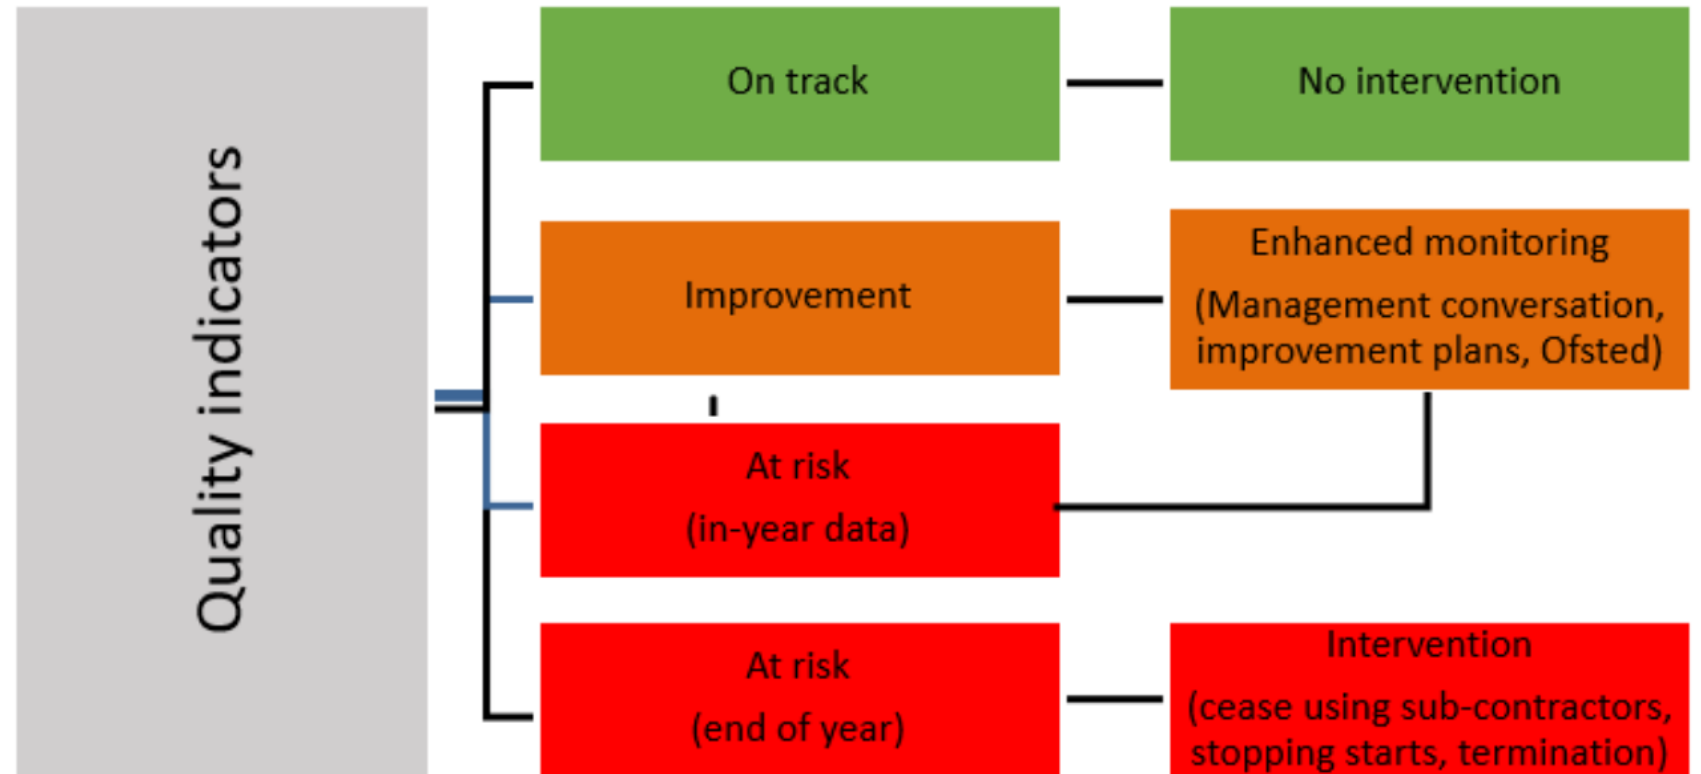 Quality indicators
On track
No intervention
Improvement
Enhanced monitoring
(Management conversation,
improvement plans, Ofsted)
At risk
(in-year data)
At risk
(end of year)
Intervention
(cease using sub-contractors,
stopping starts, termination)